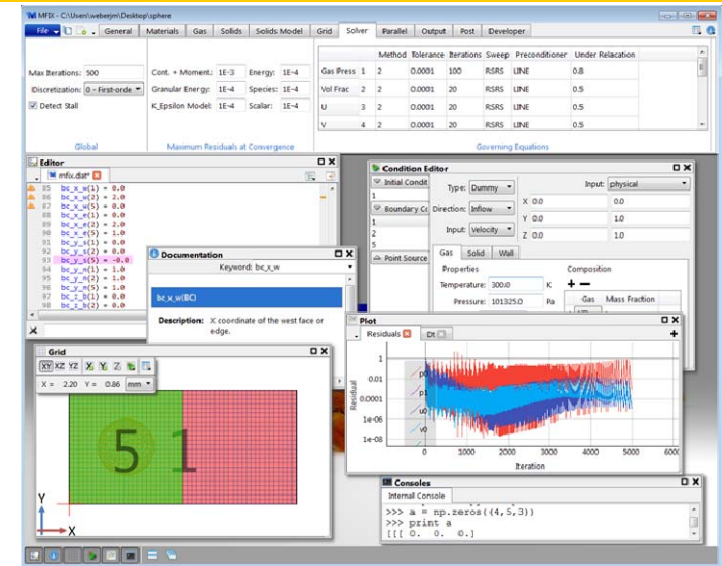 MFIX - C:\Users\weberjm\Desktop\sphere
File General Materials Gas Solids Solids Model Grid Solver Parallel Output Post Developer
Max Iterations: 500
Discretization: 0 - First-orde
Detect Stall
Global
Cont. + Moment.: 1E-3 Energy: 1E-4
Granular Energy: 1E-4 Species: 1E-4
K_Epsilon Model: 1E-4 Scalar: 1E-4
Maximum Residuals at Convergence
Method Tolerance Iterations Sweep Preconditioner Under Relacation
Gas Press 1 2 0.0001 100 RSRS LINE 0.8
Vol Frac 2 2 0.0001 20 RSRS LINE 0.5
U 3 2 0.0001 20 RSRS LINE 0.5
V 4 2 0.0001 20 RSRS LINE 0.5
Governing Equations
Editor
mfix.dat*
85 bc_x_w(1) = 0.0
86 bc_x_w(2) = 2.0
87 bc_x_w(5) = 0.0
88 bc_x_e(1) = 0.0
89 bc_x_e(2) = 2.0
90 bc_x_e(5) = 2.0
91 bc_y_s(1) = 0.0
92 bc_y_s(2) = 0.0
93 bc_y_s(5) = -0.0
94 bc_y_n(1) = 1.0
95 bc_y_n(2) = 1.0
96 bc_y_n(5) = 1.0
97 bc_z_b(1) = 0.0
98 bc_z_b(2) = 0.0
Documentation
Keyword: bc_x_w
bc_x_w(BC)
Description: X coordinate of the west face or
edge.
Condition Editor
Initial Condit
1
Boundary Co
1
2
5
Point Source
Type: Dummy
Direction: Inflow
Input: Velocity
Input: physical
X 0.0 0.0
Y 0.0 1.0
Z 0.0 1.0
Gas Solid Wall
Properties
Temperature: 300.0 K
Pressure: 101325.0 Pa
Composition
Gas Mass Fraction
Plot
Residuals Dt
Residual
1
0.01
0.0001
1e-06
1e-08
p0
p1
u0
v0
0 1000 2000 3000 4000 5000 6000
Iteration
Grid
XY XZ YZ X Y Z
X = 2.20 Y = 0.86 mm
5 1
Y
X
Consoles
Internal Console
>>> a = np.zeros((4,5,3))
>>> print a
[[[ 0. 0. 0.]